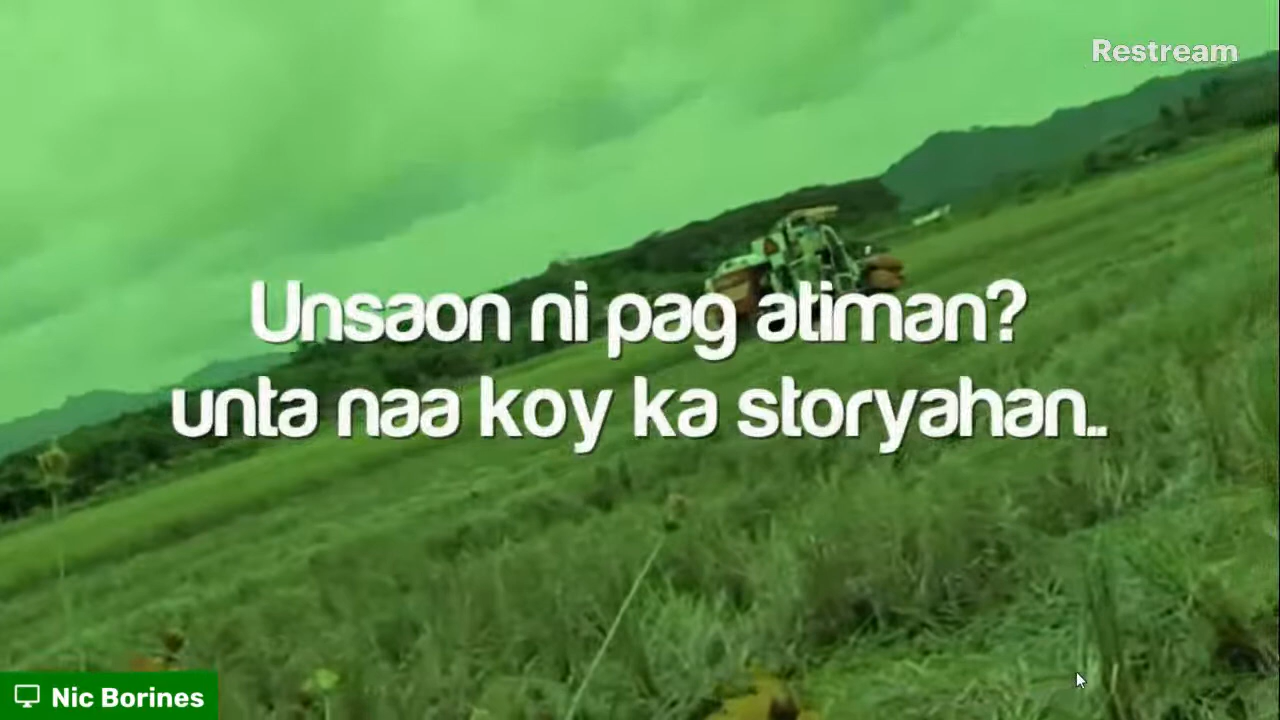 Restream
Unsaon ni pag atiman?
unta naa koy ka storyahan..
Nic Borines